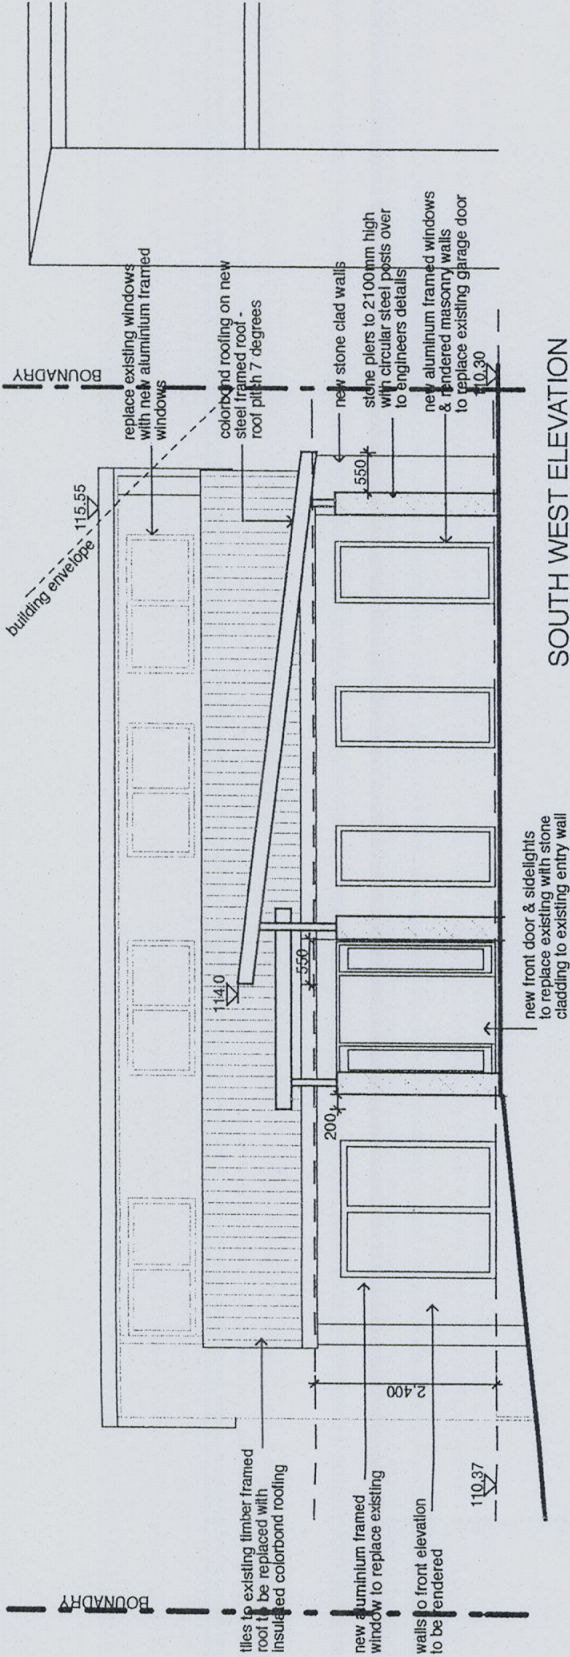 BOUNADRY
BOUNADRY
building envelope
115.55
replace existing windows
with new aluminium framed
windows
colorbond roofing on new
steel framed roof -
roof pitch 7 degrees
new stone clad walls
stone piers to 2100mm high
with circular steel posts over
to engineers details
new aluminum framed windows
& rendered masonry walls
to replace existing garage door
550
114.0
550
200
2,400
tiles to existing timber framed
roof to be replaced with
insulated colorbond roofing
new aluminium framed
window to replace existing
walls to front elevation
to be rendered
110.37
new front door & sidelights
to replace existing with stone
cladding to existing entry wall
SOUTH WEST ELEVATION